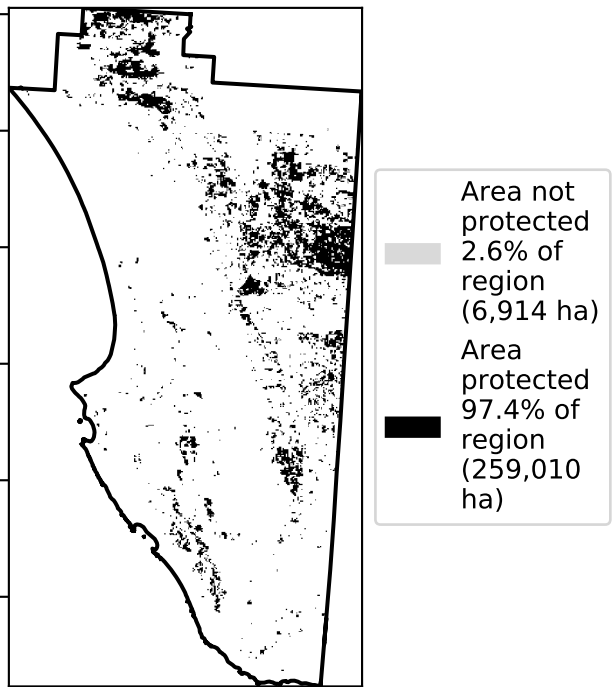 Area not
protected
2.6% of
region
(6,914 ha)
Area
protected
97.4% of
region
(259,010
ha)